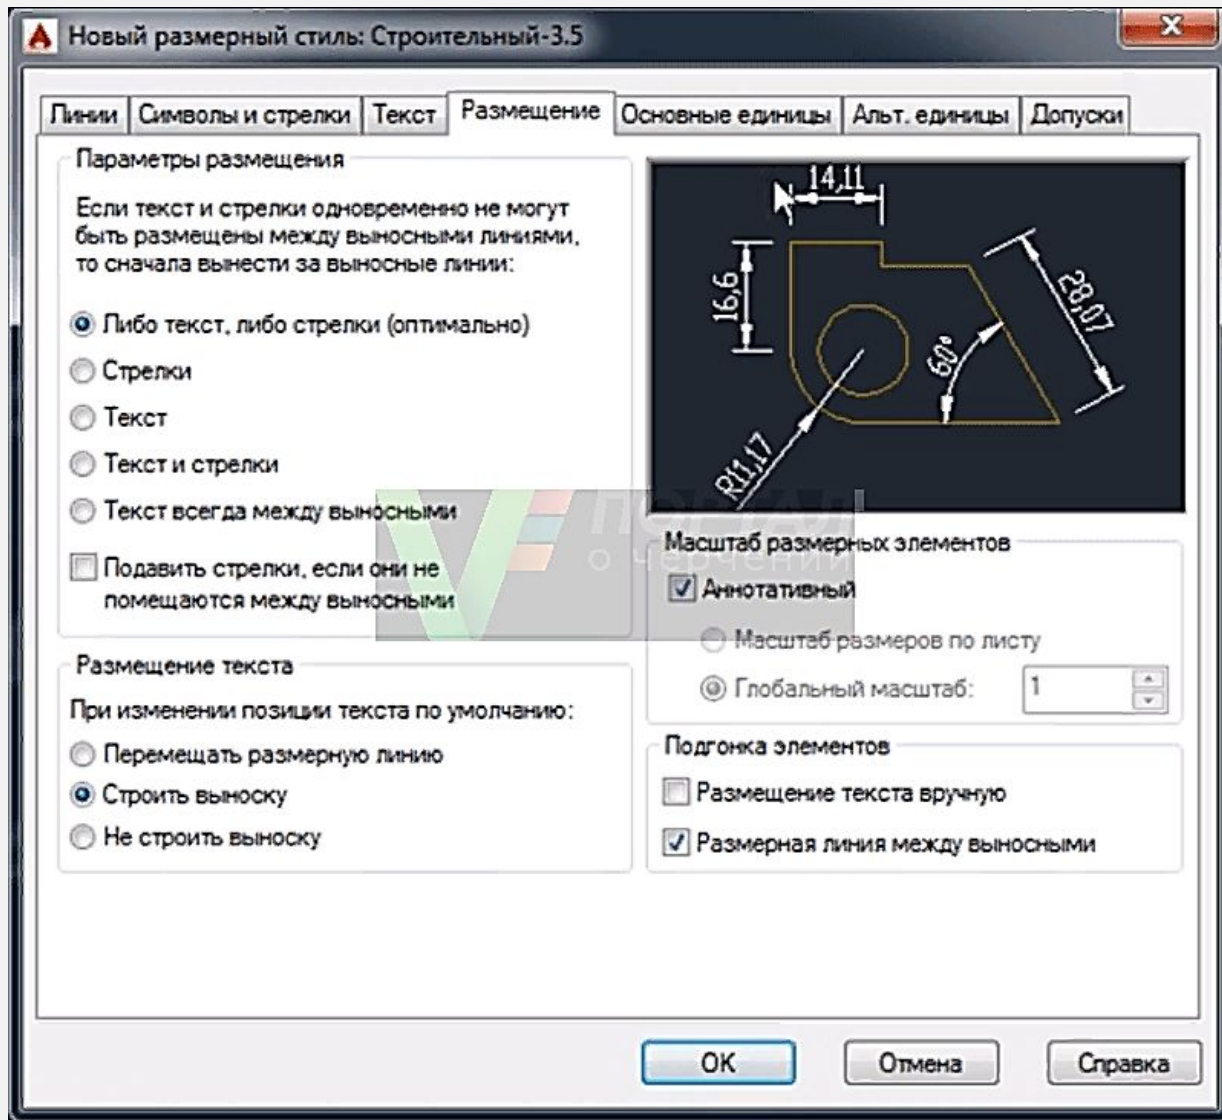 Новый размерный стиль: Строительный-3.5
Линии Символы и стрелки Текст Размещение Основные единицы Альт. единицы Допуски
Параметры размещения
Если текст и стрелки одновременно не могут
быть размещены между выносными линиями,
то сначала вынести за выносные линии:
Либо текст, либо стрелки (оптимально)
Стрелки
Текст
Текст и стрелки
Текст всегда между выносными
Подавить стрелки, если они не
помещаются между выносными
Размещение текста
При изменении позиции текста по умолчанию:
Перемещать размерную линию
Строить выноску
Не строить выноску
14,11
16,6
28,07
60°
R11,17
ПОРТАЛ
о черчении
Масштаб размерных элементов
Аннотативный
Масштаб размеров по листу
Глобальный масштаб: 1
Подгонка элементов
Размещение текста вручную
Размерная линия между выносными
OK Отмена Справка